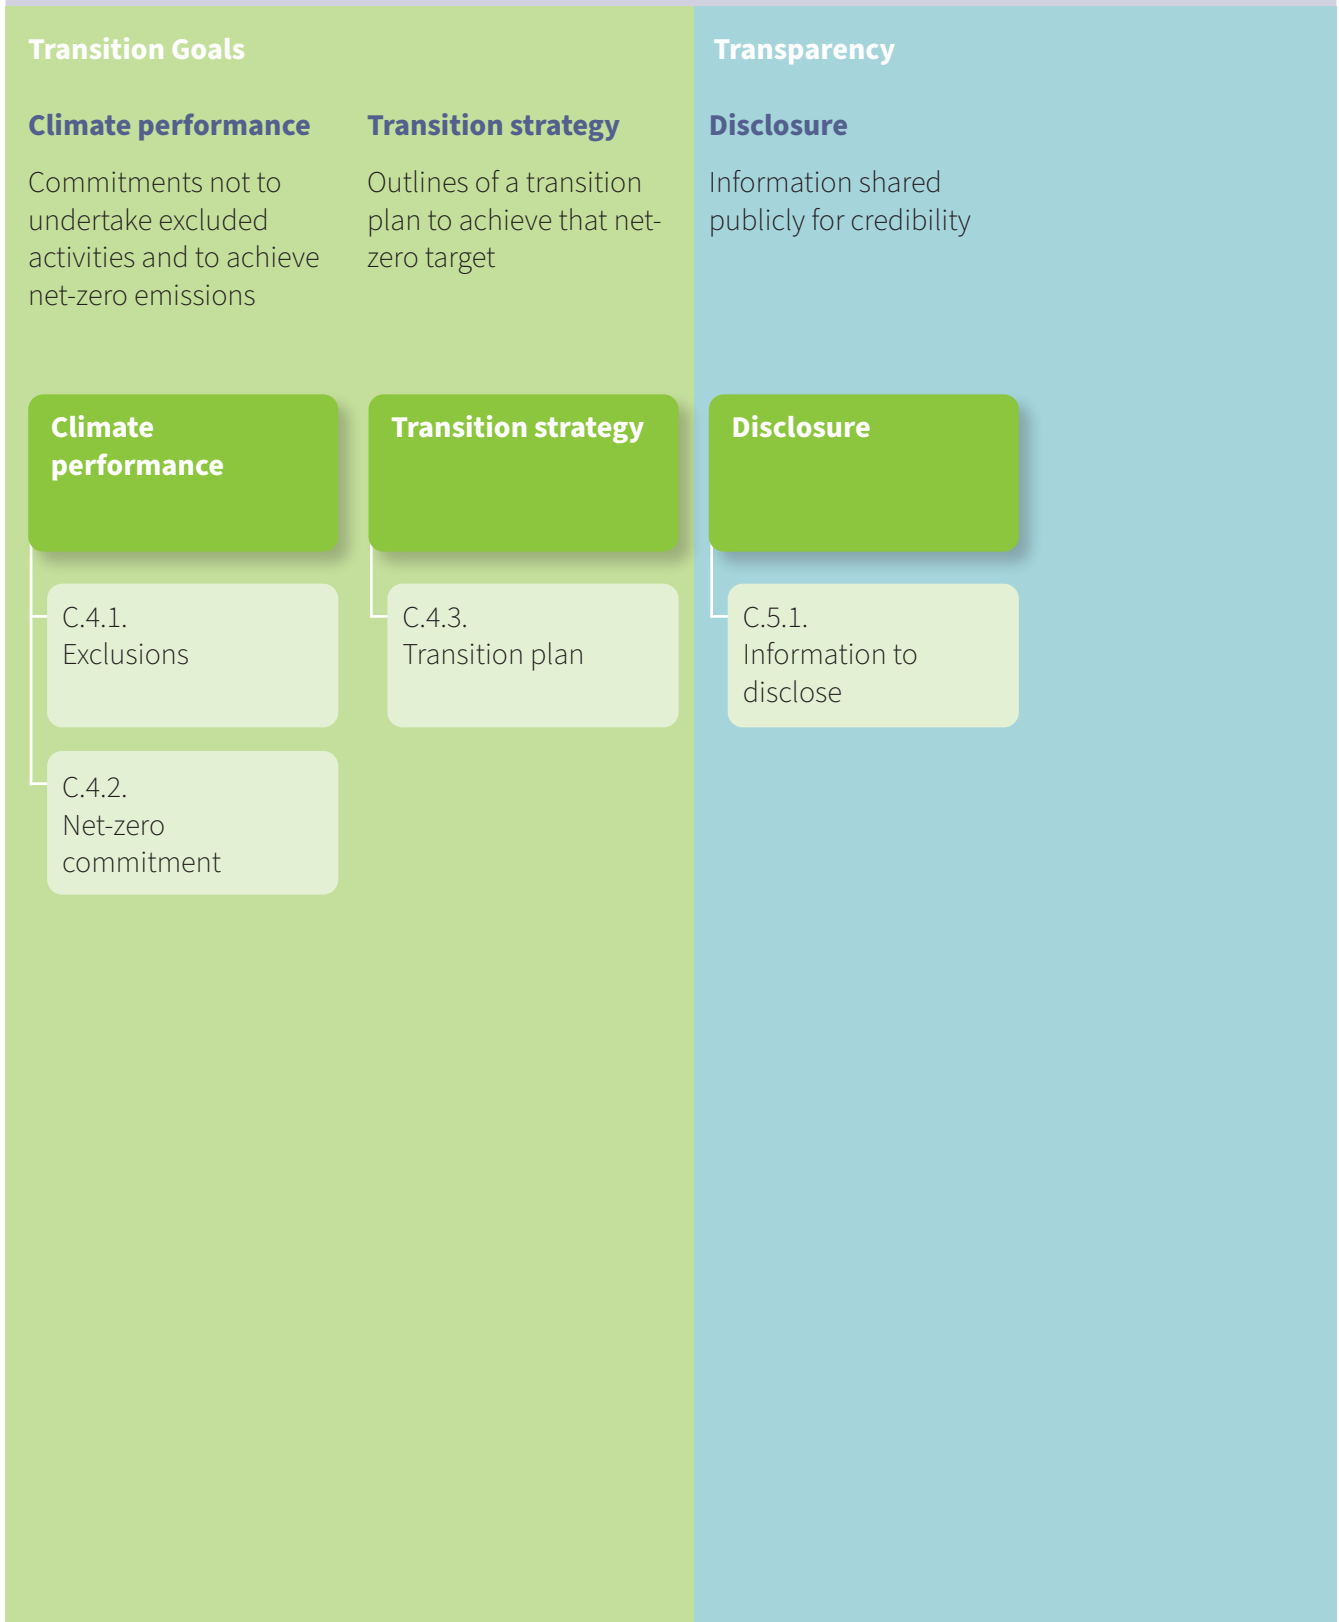 Transition Goals
Climate performance
Commitments not to
undertake excluded
activities and to achieve
net-zero emissions
Transition strategy
Outlines of a transition
plan to achieve that net-
zero target
Climate
performance
C.4.1.
Exclusions
C.4.2.
Net-zero
commitment
Transition strategy
C.4.3.
Transition plan
Transparency
Disclosure
Information shared
publicly for credibility
Disclosure
C.5.1.
Information to
disclose